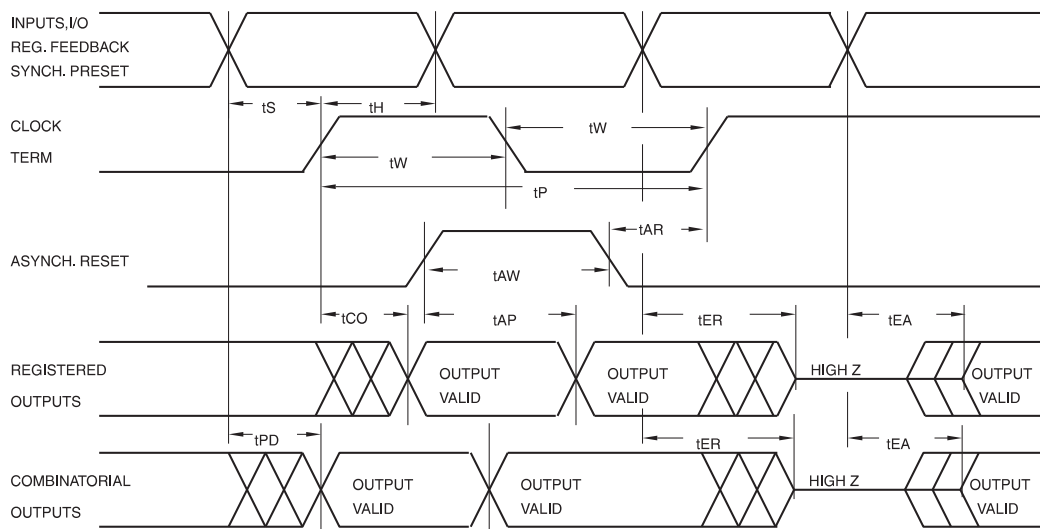 INPUTS,I/O
REG. FEEDBACK
SYNCH. PRESET
tS
tH
CLOCK
TERM
tW
tW
tP
ASYNCH. RESET
tAR
tAW
tCO
tAP
tER
tEA
REGISTERED
OUTPUTS
OUTPUT
VALID
OUTPUT
VALID
HIGH Z
OUTPUT
VALID
tPD
tER
tEA
COMBINATORIAL
OUTPUTS
OUTPUT
VALID
OUTPUT
VALID
HIGH Z
OUTPUT
VALID